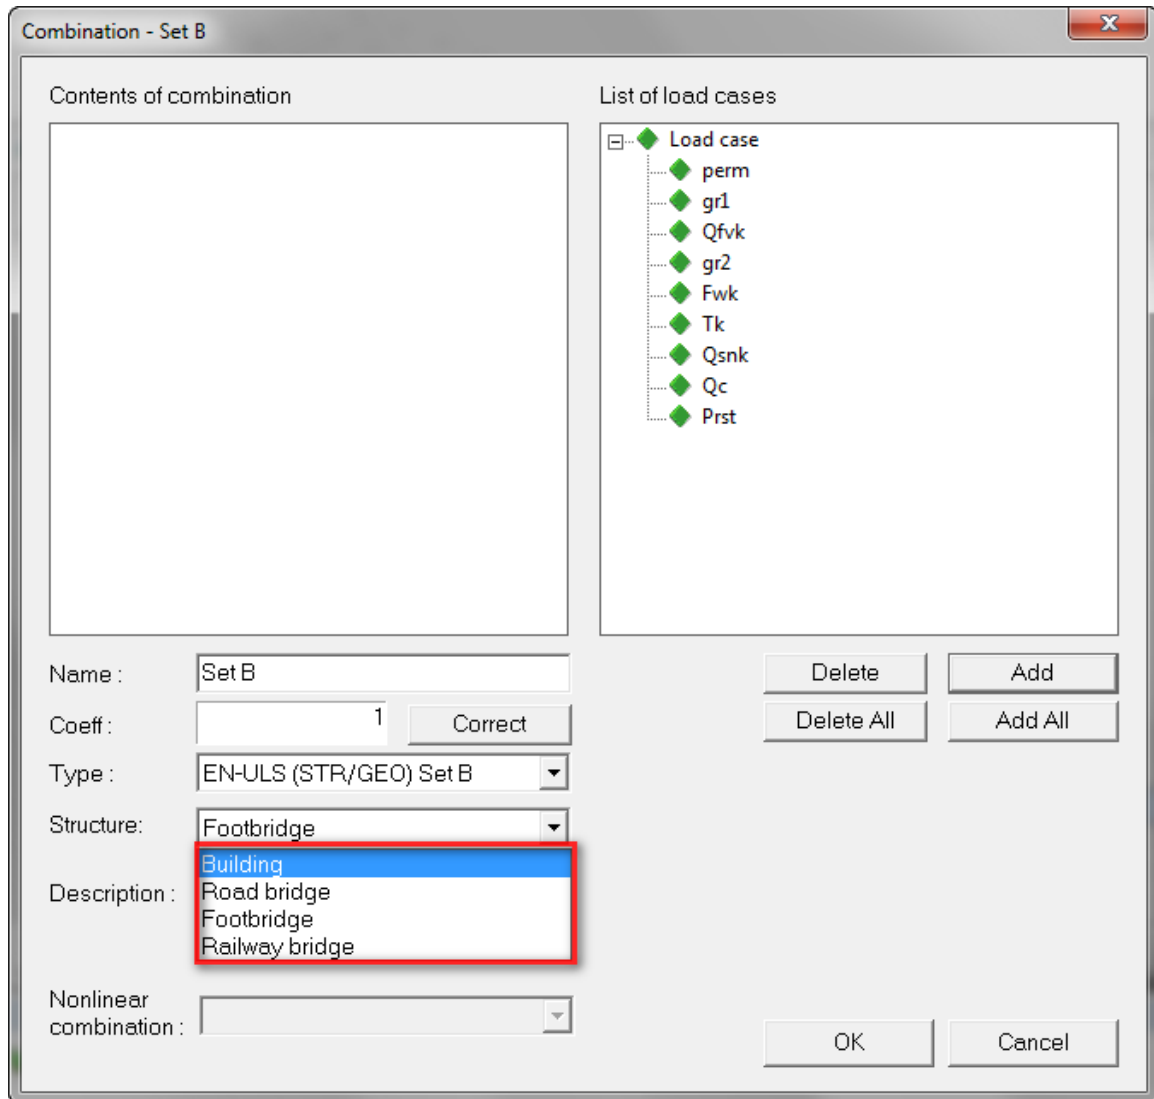 Combination - Set B
X
Contents of combination
List of load cases
Load case
perm
gr1
Qfvk
gr2
Fwk
Tk
Qsnk
Qc
Prst
Name :
Set B
Delete
Add
Coeff :
1
Correct
Delete All
Add All
Type :
EN-ULS (STR/GEO) Set B
Structure:
Footbridge
Building
Description :
Road bridge
Footbridge
Railway bridge
Nonlinear
combination :
OK
Cancel